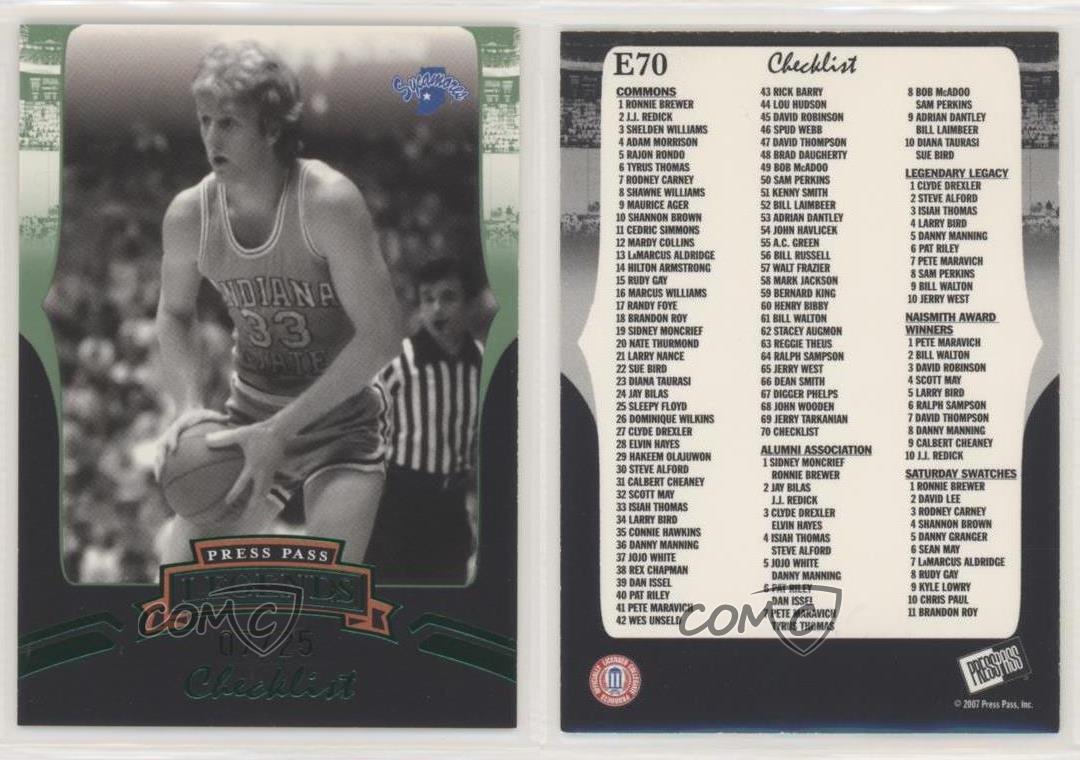 Sycamores
INDIANA
33
STATE
PRESS PASS
LEGENDS
COMC
Checklist
E70
Checklist
COMMONS
1 RONNIE BREWER
2 J.J. REDICK
3 SHELDEN WILLIAMS
4 ADAM MORRISON
5 RAJON RONDO
6 TYRUS THOMAS
7 RODNEY CARNEY
8 SHAWNE WILLIAMS
9 MAURICE AGER
10 SHANNON BROWN
11 CEDRIC SIMMONS
12 MARDY COLLINS
13 LaMARCUS ALDRIDGE
14 HILTON ARMSTRONG
15 RUDY GAY
16 MARCUS WILLIAMS
17 RANDY FOYE
18 BRANDON ROY
19 SIDNEY MONCRIEF
20 NATE THURMOND
21 LARRY NANCE
22 SUE BIRD
23 DIANA TAURASI
24 JAY BILAS
25 SLEEPY FLOYD
26 DOMINIQUE WILKINS
27 CLYDE DREXLER
28 ELVIN HAYES
29 HAKEEM OLAJUWON
30 STEVE ALFORD
31 CALBERT CHEANEY
32 SCOTT MAY
33 ISIAH THOMAS
34 LARRY BIRD
35 CONNIE HAWKINS
36 DANNY MANNING
37 JOJO WHITE
38 REX CHAPMAN
39 DAN ISSEL
40 PAT RILEY
41 PETE MARAVICH
42 WES UNSELD
43 RICK BARRY
44 LOU HUDSON
45 DAVID ROBINSON
46 SPUD WEBB
47 DAVID THOMPSON
48 BRAD DAUGHERTY
49 BOB McADOO
50 SAM PERKINS
51 KENNY SMITH
52 BILL LAIMBEER
53 ADRIAN DANTLEY
54 JOHN HAVLICEK
55 A.C. GREEN
56 BILL RUSSELL
57 WALT FRAZIER
58 MARK JACKSON
59 BERNARD KING
60 HENRY BIBBY
61 BILL WALTON
62 STACEY AUGMON
63 REGGIE THEUS
64 RALPH SAMPSON
65 JERRY WEST
66 DEAN SMITH
67 DIGGER PHELPS
68 JOHN WOODEN
69 JERRY TARKANIAN
70 CHECKLIST
ALUMNI ASSOCIATION
1 SIDNEY MONCRIEF
RONNIE BREWER
2 JAY BILAS
J.J. REDICK
3 CLYDE DREXLER
ELVIN HAYES
4 ISIAH THOMAS
STEVE ALFORD
5 JOJO WHITE
DANNY MANNING
6 PAT RILEY
DAN ISSEL
7 PETE MARAVICH
TYRUS THOMAS
8 BOB McADOO
SAM PERKINS
9 ADRIAN DANTLEY
BILL LAIMBEER
10 DIANA TAURASI
SUE BIRD
LEGENDARY LEGACY
1 CLYDE DREXLER
2 STEVE ALFORD
3 ISIAH THOMAS
4 LARRY BIRD
5 DANNY MANNING
6 PAT RILEY
7 PETE MARAVICH
8 SAM PERKINS
9 BILL WALTON
10 JERRY WEST
NAISMITH AWARD
WINNERS
1 PETE MARAVICH
2 BILL WALTON
3 DAVID ROBINSON
4 SCOTT MAY
5 LARRY BIRD
6 RALPH SAMPSON
7 DAVID THOMPSON
8 DANNY MANNING
9 CALBERT CHEANEY
10 J.J. REDICK
SATURDAY SWATCHES
1 RONNIE BREWER
2 DAVID LEE
3 RODNEY CARNEY
4 SHANNON BROWN
5 DANNY GRANGER
6 SEAN MAY
7 LaMARCUS ALDRIDGE
8 RUDY GAY
9 KYLE LOWRY
10 CHRIS PAUL
11 BRANDON ROY
COMC
OFFICIALLY LICENSED COLLEGIATE PRODUCTS
PRESS PASS
© 2007 Press Pass, Inc.